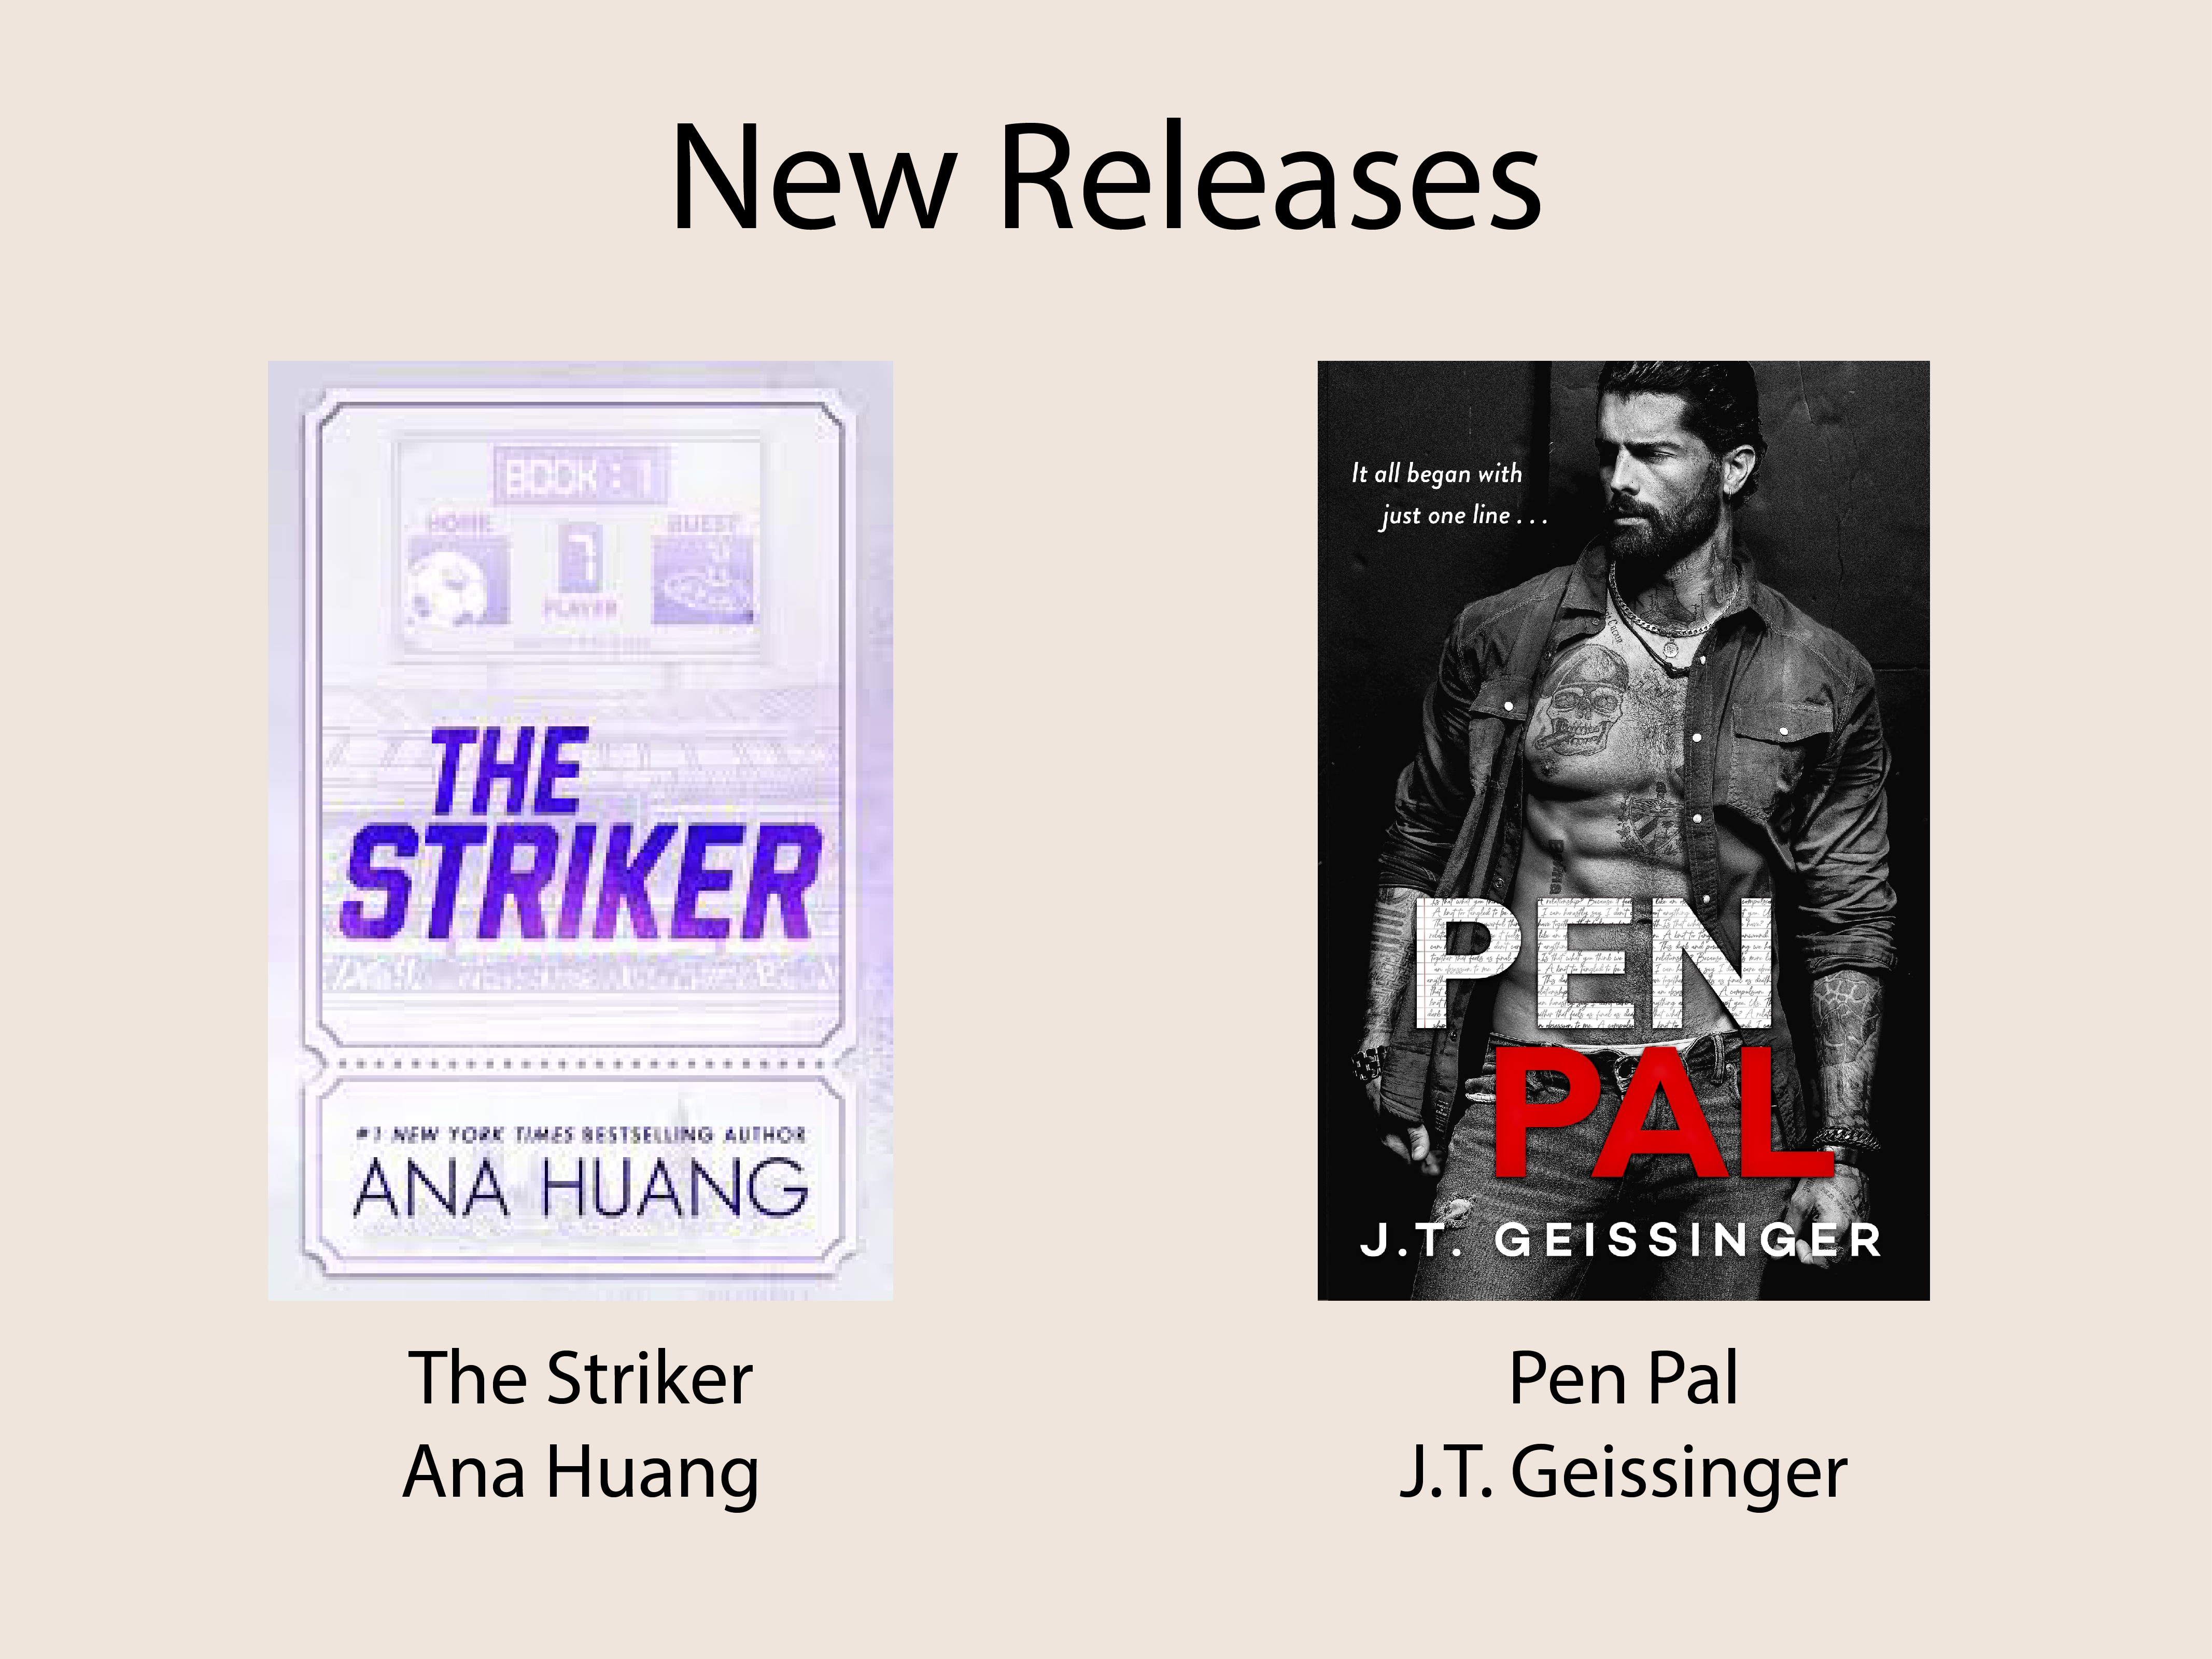 New Releases
BOOK : 1
HOME
GUEST
7
PLAYER
THE
STRIKER
#1 NEW YORK TIMES BESTSELLING AUTHOR
ANA HUANG
The Striker
Ana Huang
It all began with
just one line . . .
PEN
PAL
J.T. GEISSINGER
Pen Pal
J.T. Geissinger